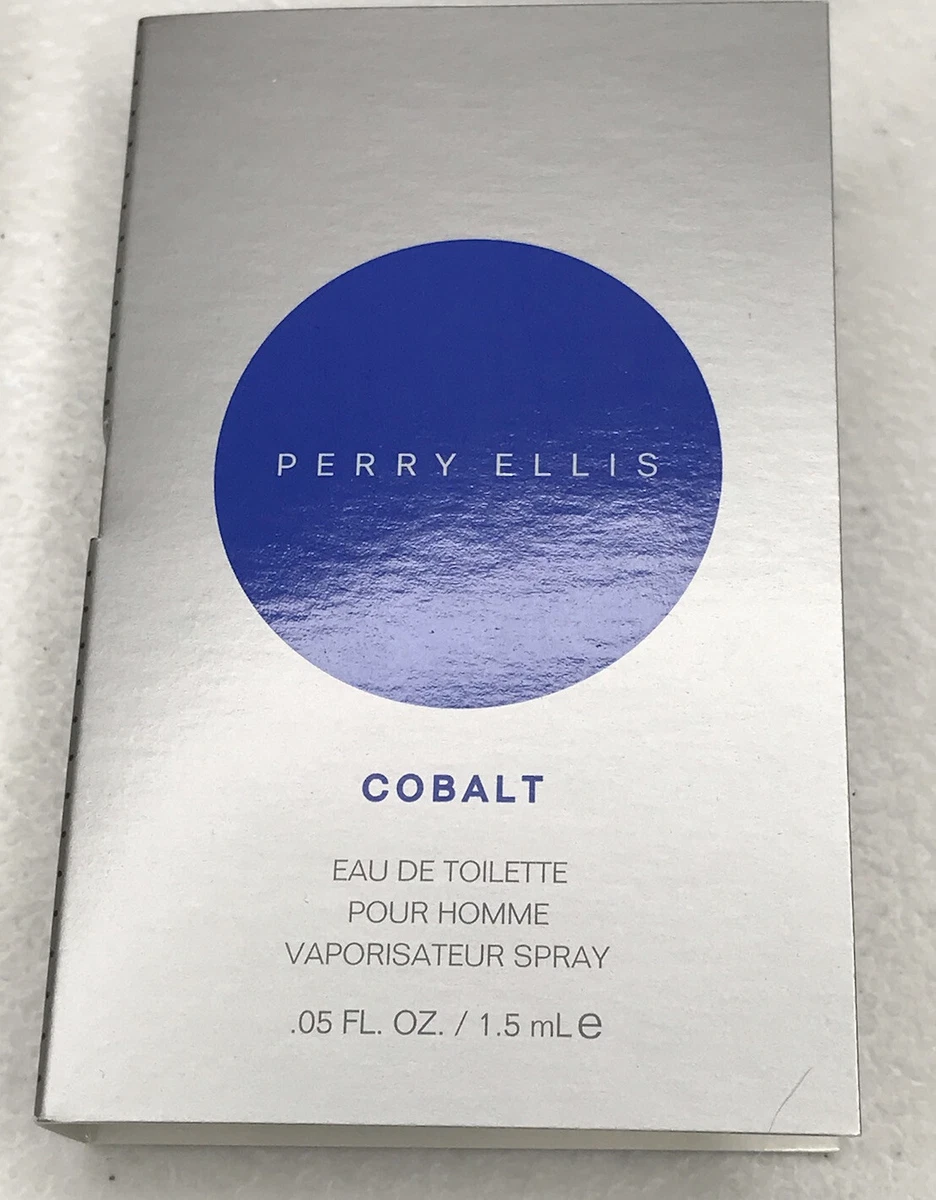 PERRY ELLIS
COBALT
EAU DE TOILETTE
POUR HOMME
VAPORISATEUR SPRAY
.05 FL. OZ. / 1.5 mL e